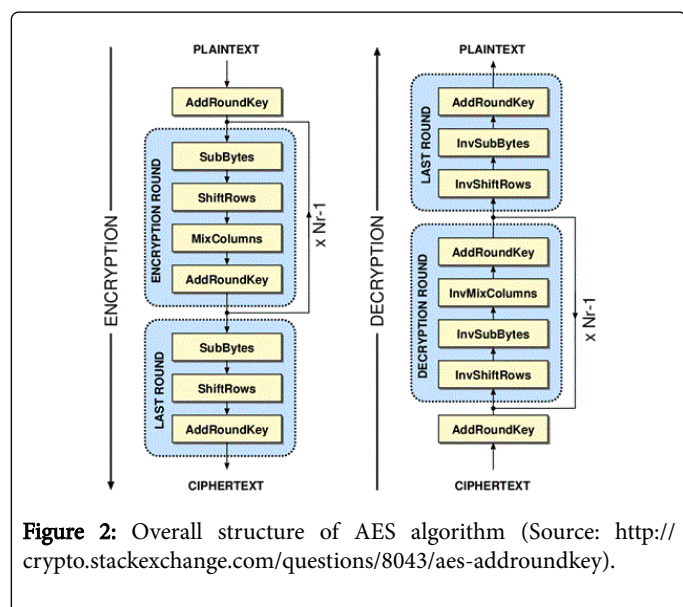 PLAINTEXT
AddRoundKey
SubBytes
ShiftRows
MixColumns
AddRoundKey
ENCRYPTION ROUND
x Nr-1
SubBytes
ShiftRows
AddRoundKey
LAST ROUND
CIPHERTEXT
ENCRYPTION
PLAINTEXT
AddRoundKey
InvSubBytes
InvShiftRows
LAST ROUND
AddRoundKey
InvMixColumns
InvSubBytes
InvShiftRows
DECRYPTION ROUND
x Nr-1
AddRoundKey
CIPHERTEXT
DECRYPTION
Figure 2: Overall structure of AES algorithm (Source: http://
crypto.stackexchange.com/questions/8043/aes-addroundkey).